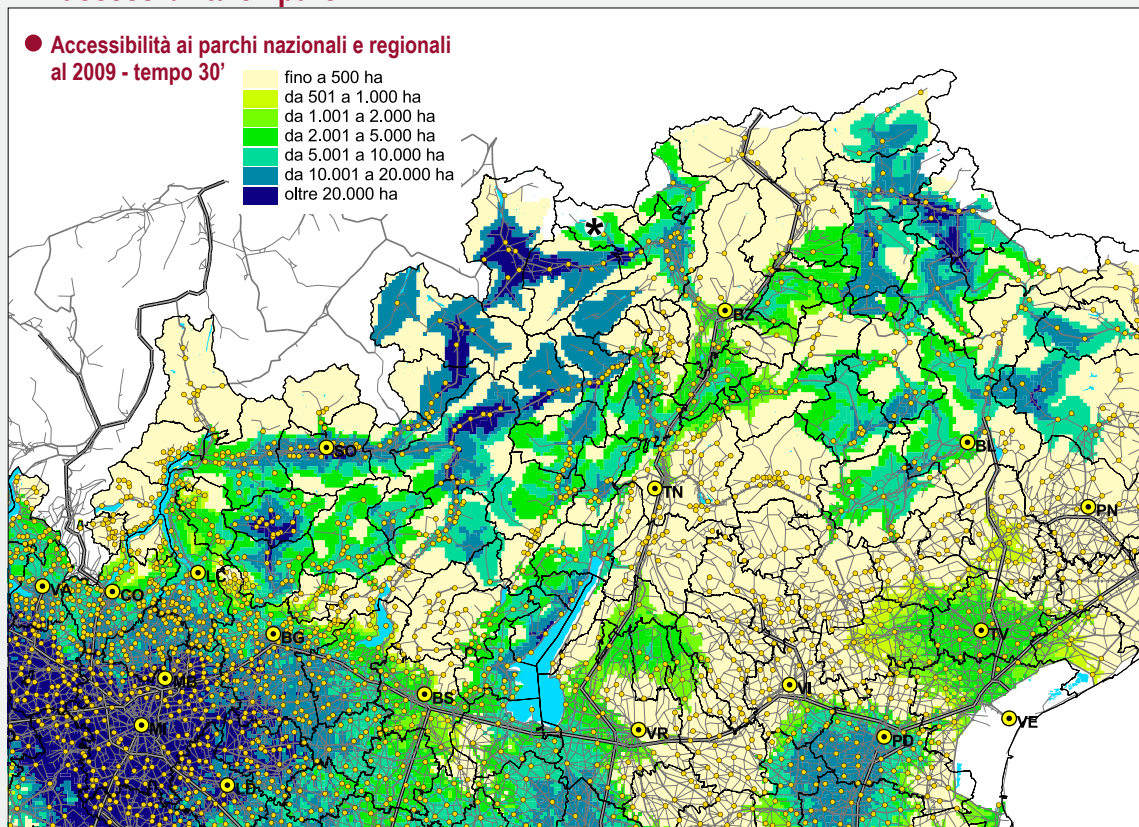 Accessibilità ai parchi nazionali e regionali
al 2009 - tempo 30'
fino a 500 ha
da 501 a 1.000 ha
da 1.001 a 2.000 ha
da 2.001 a 5.000 ha
da 5.001 a 10.000 ha
da 10.001 a 20.000 ha
oltre 20.000 ha
*
BZ
SO
BL
TN
PN
LC
VA
CO
BG
TV
MB
VI
BS
VE
MI
VR
PD
LO